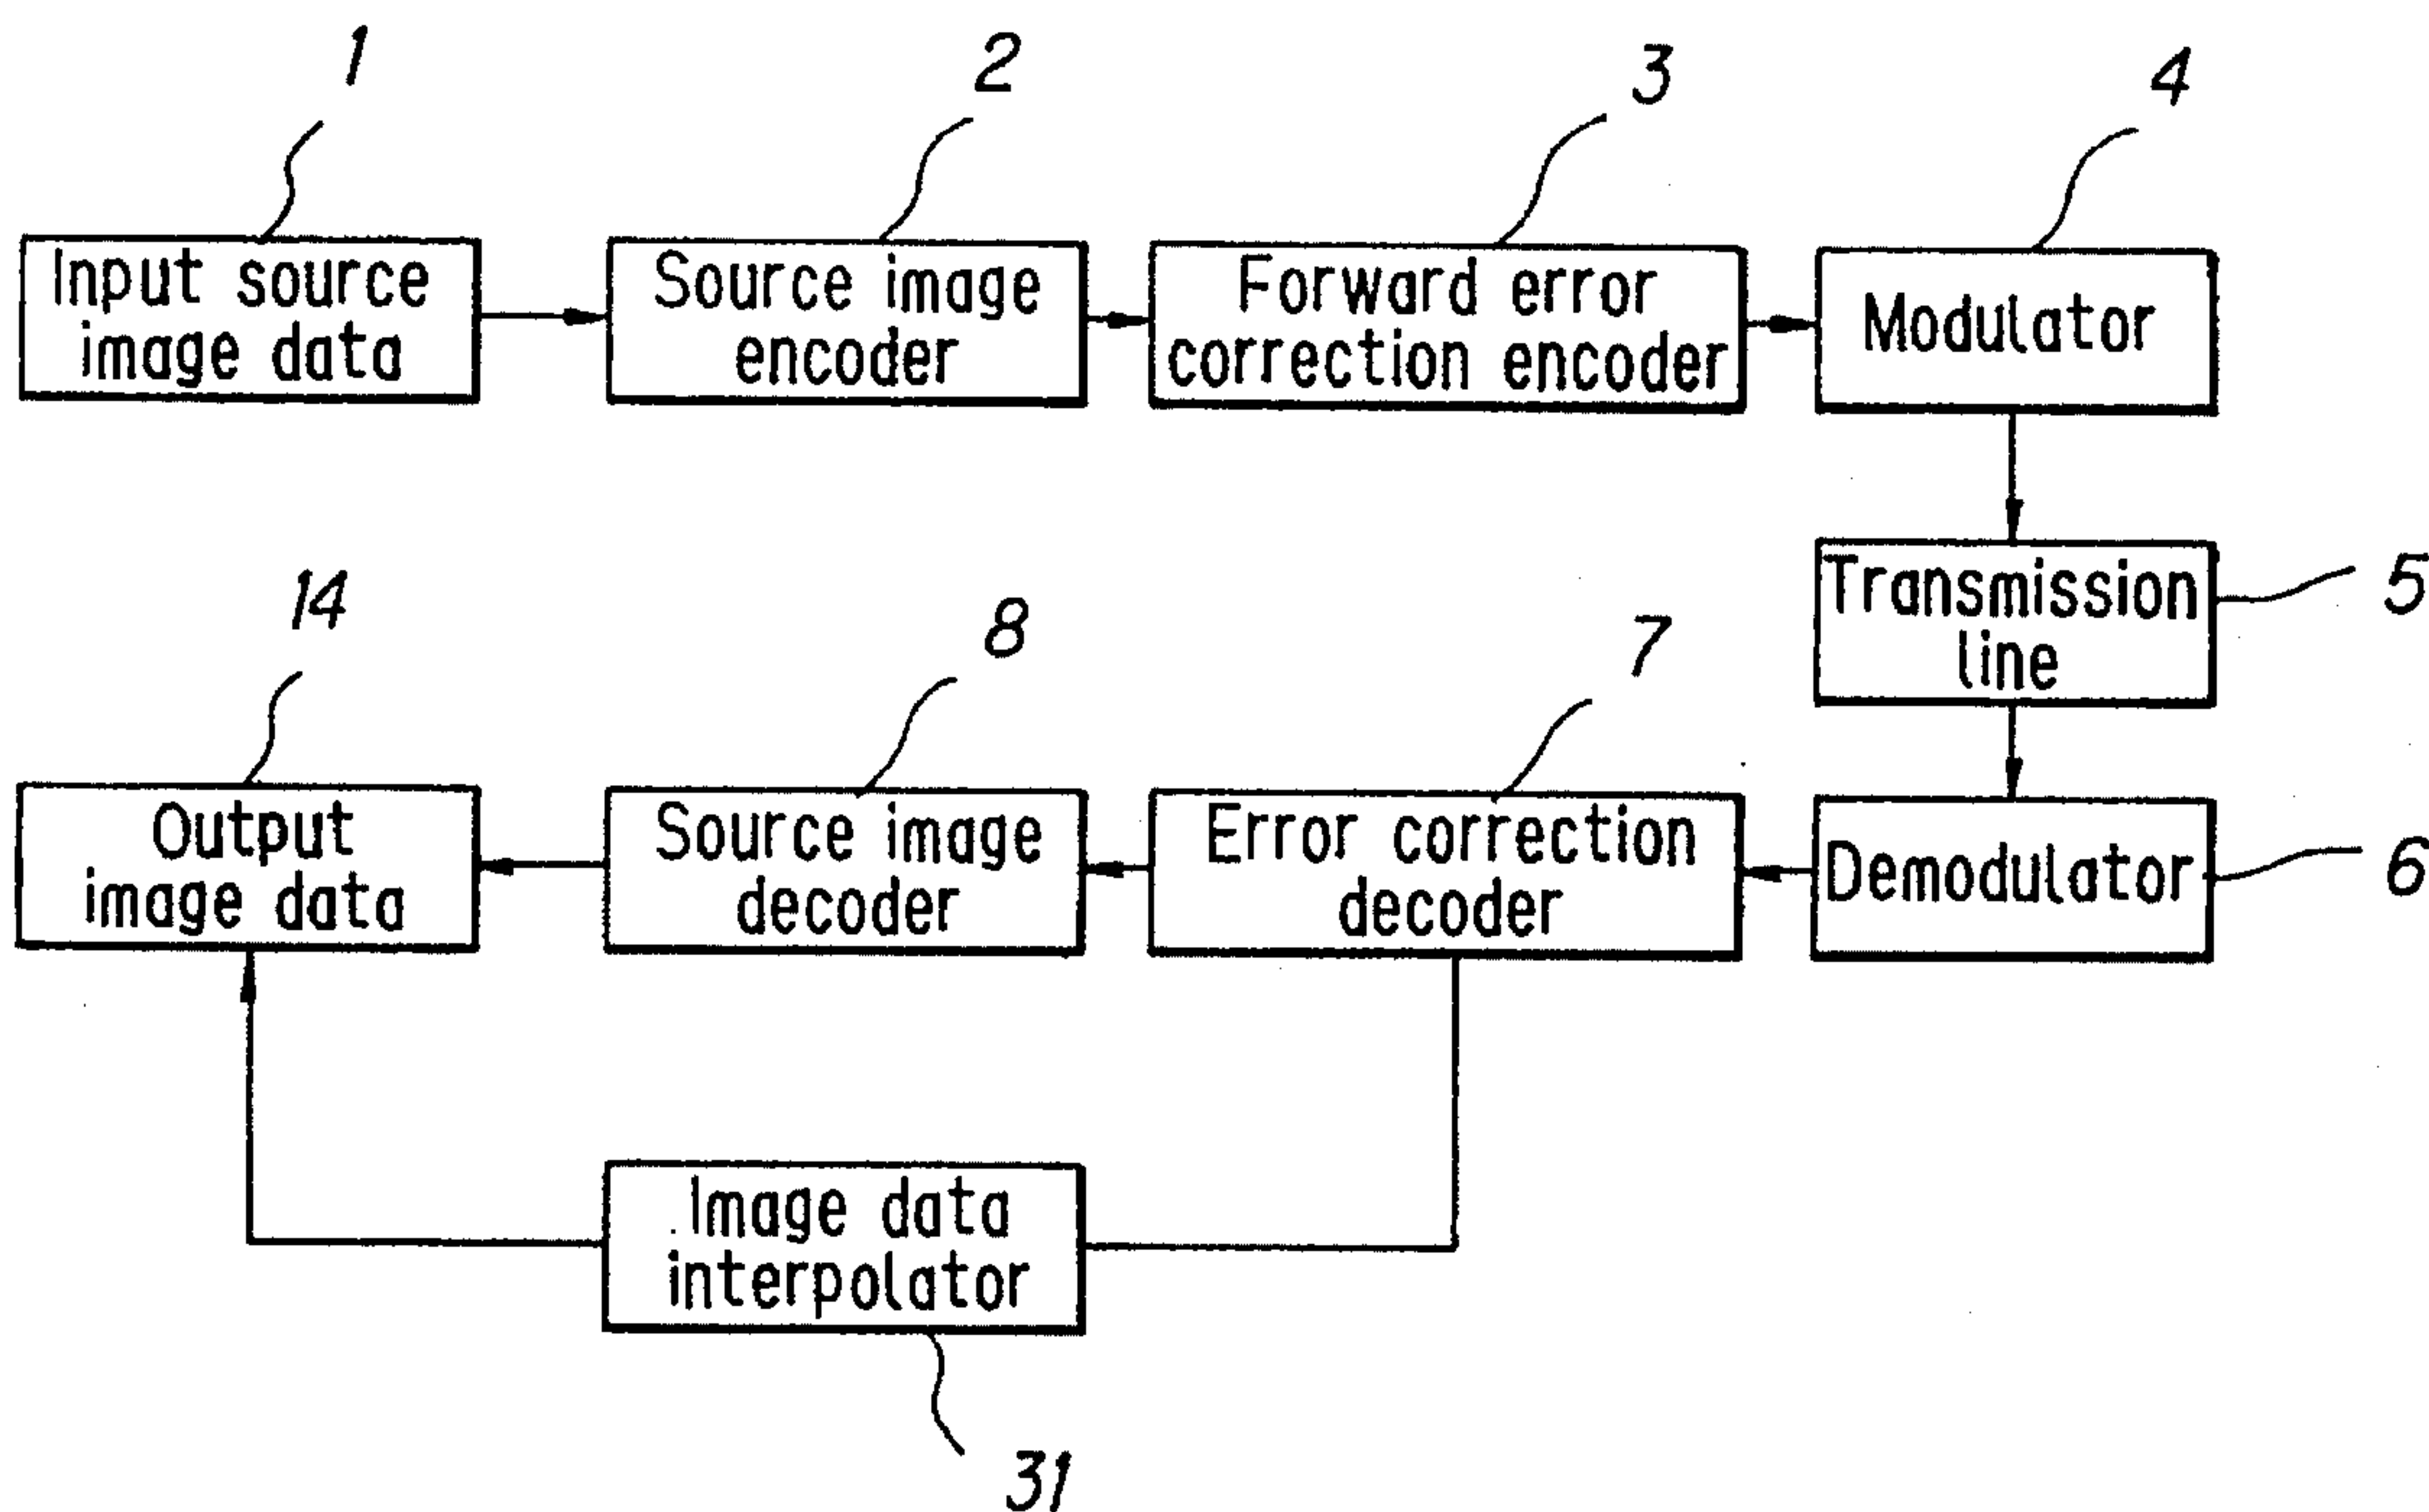 1
2
3
4
Input source
image data
Source image
encoder
Forward error
correction encoder
Modulator
Transmission
line
5
14
8
7
Output
image data
Source image
decoder
Error correction
decoder
Demodulator
6
Image data
interpolator
31